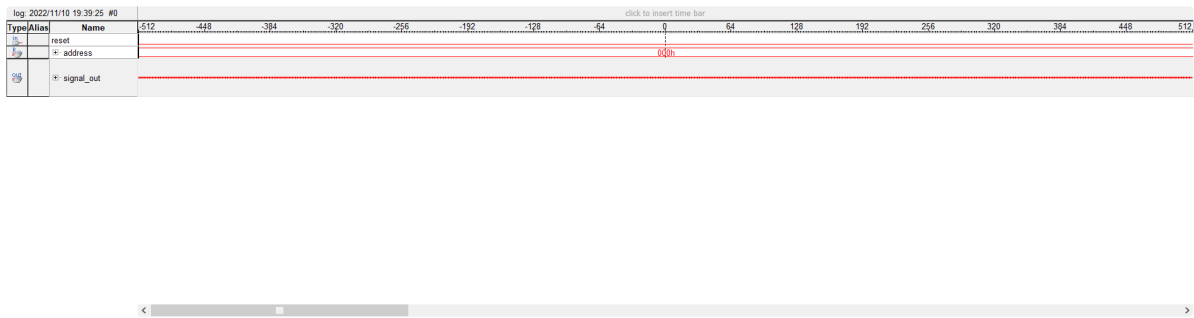 log: 2022/11/10 19:39:25 #0
click to insert time bar
Type Alias Name -512 -448 -384 -320 -256 -192 -128 -64 0 64 128 192 256 320 384 448 512
reset
address 000h
signal_out